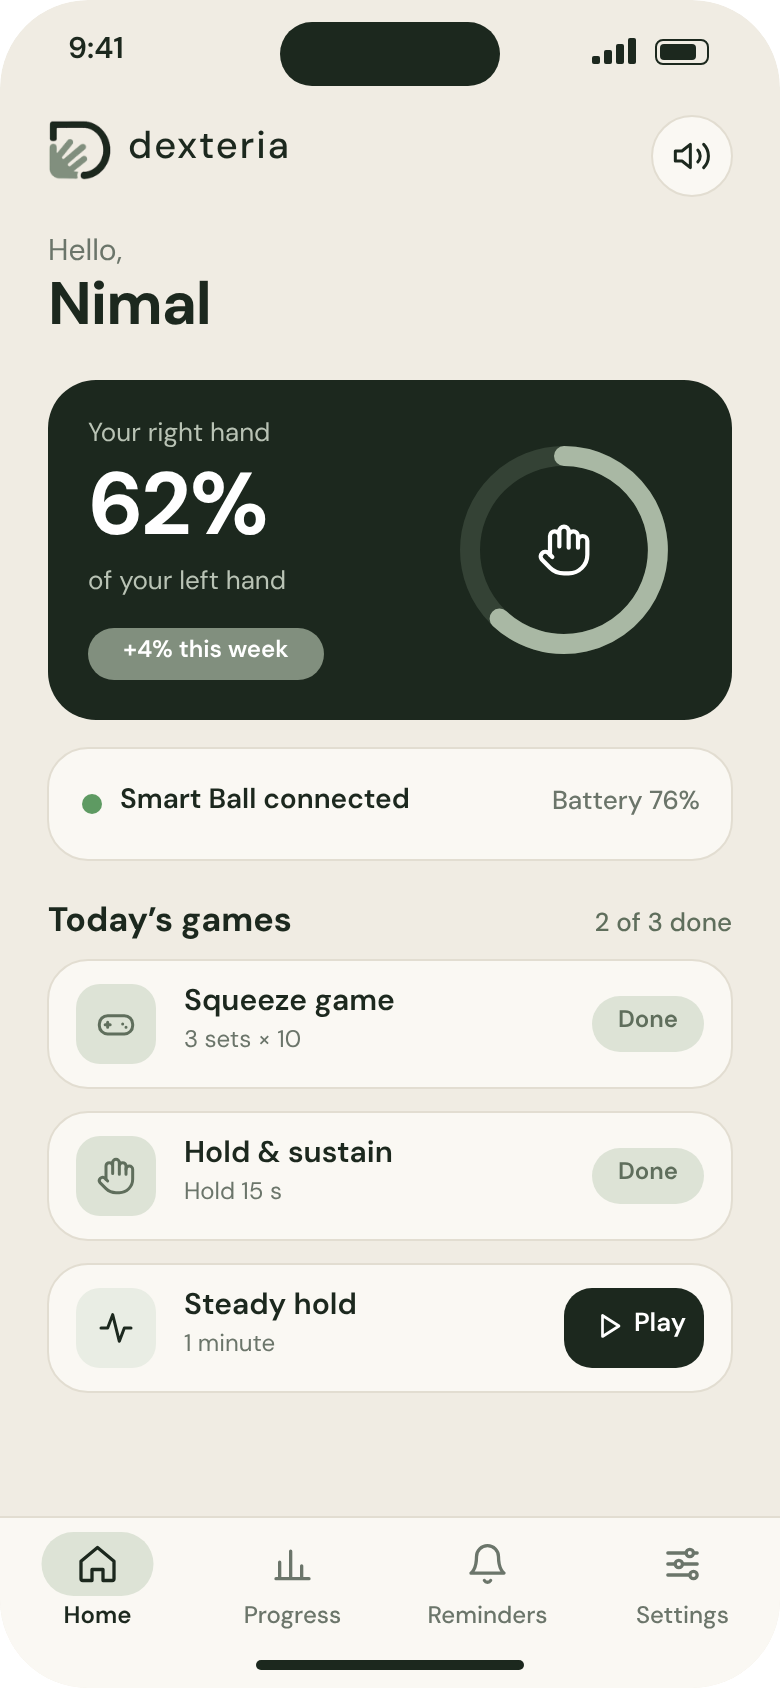 9:41
dexteria
Hello,
Nimal
Your right hand
62%
of your left hand
+4% this week
Smart Ball connected
Battery 76%
Today’s games
2 of 3 done
Squeeze game
3 sets × 10
Done
Hold & sustain
Hold 15 s
Done
Steady hold
1 minute
Play
Home
Progress
Reminders
Settings